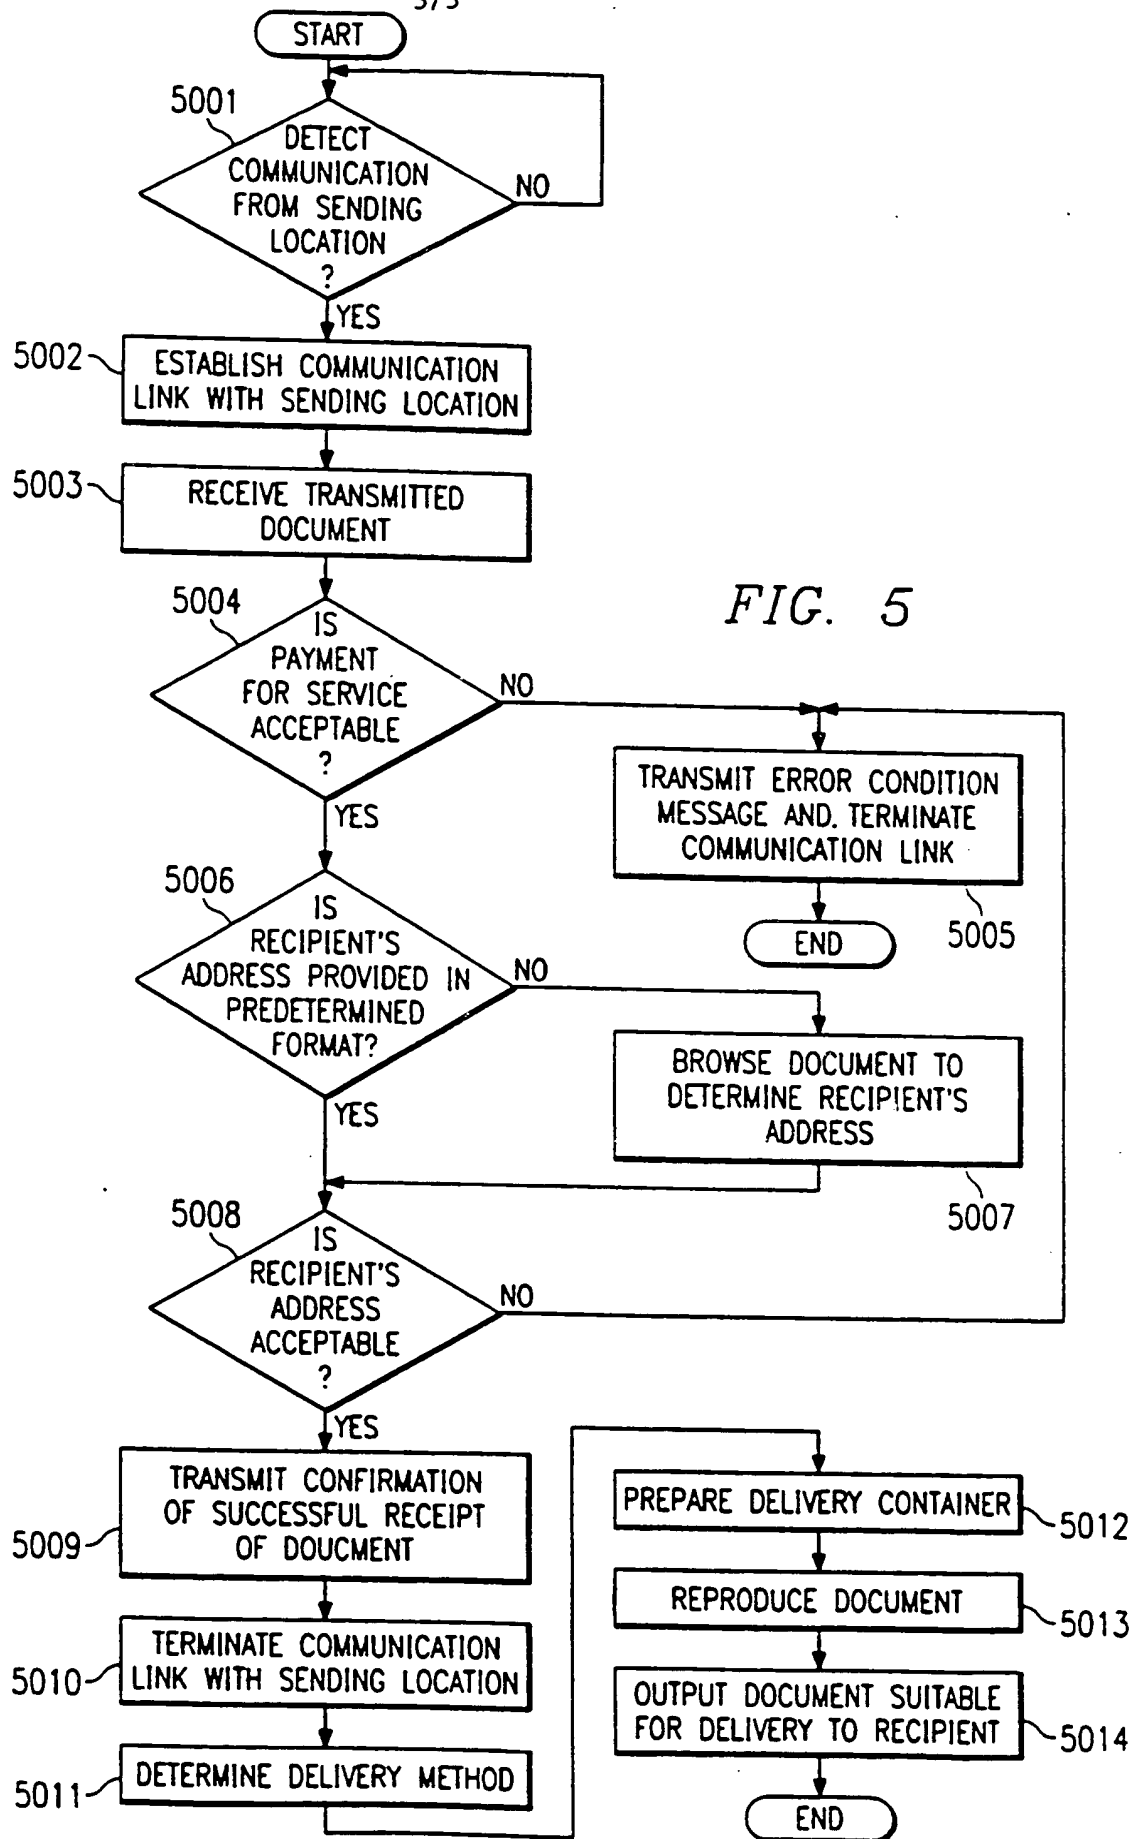 START
5001
DETECT
COMMUNICATION
FROM SENDING
LOCATION
?
NO
YES
5002
ESTABLISH COMMUNICATION
LINK WITH SENDING LOCATION
5003
RECEIVE TRANSMITTED
DOCUMENT
FIG. 5
5004
IS
PAYMENT
FOR SERVICE
ACCEPTABLE
?
NO
YES
TRANSMIT ERROR CONDITION
MESSAGE AND. TERMINATE
COMMUNICATION LINK
5005
END
5006
IS
RECIPIENT'S
ADDRESS PROVIDED IN
PREDETERMINED
FORMAT?
NO
YES
BROWSE DOCUMENT TO
DETERMINE RECIPIENT'S
ADDRESS
5007
5008
IS
RECIPIENT'S
ADDRESS
ACCEPTABLE
?
NO
YES
TRANSMIT CONFIRMATION
OF SUCCESSFUL RECEIPT
OF DOUCMENT
5009
TERMINATE COMMUNICATION
LINK WITH SENDING LOCATION
5010
DETERMINE DELIVERY METHOD
5011
PREPARE DELIVERY CONTAINER
5012
REPRODUCE DOCUMENT
5013
OUTPUT DOCUMENT SUITABLE
FOR DELIVERY TO RECIPIENT
5014
END